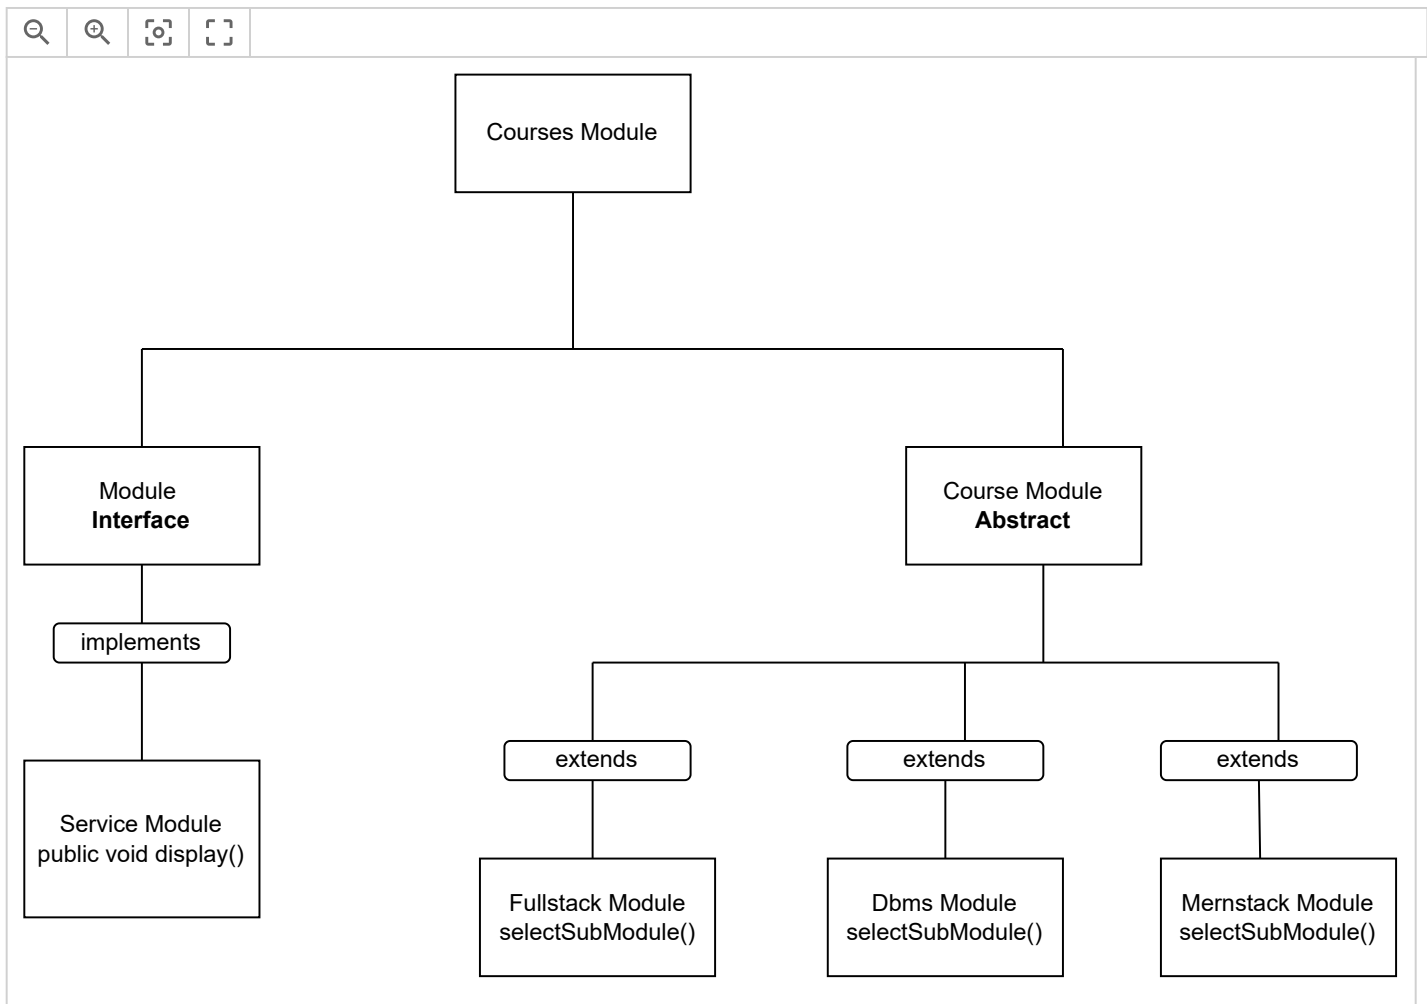 Courses Module
Module
Interface
Course Module
Abstract
implements
extends
extends
extends
Service Module
public void display()
Fullstack Module
selectSubModule()
Dbms Module
selectSubModule()
Mernstack Module
selectSubModule()